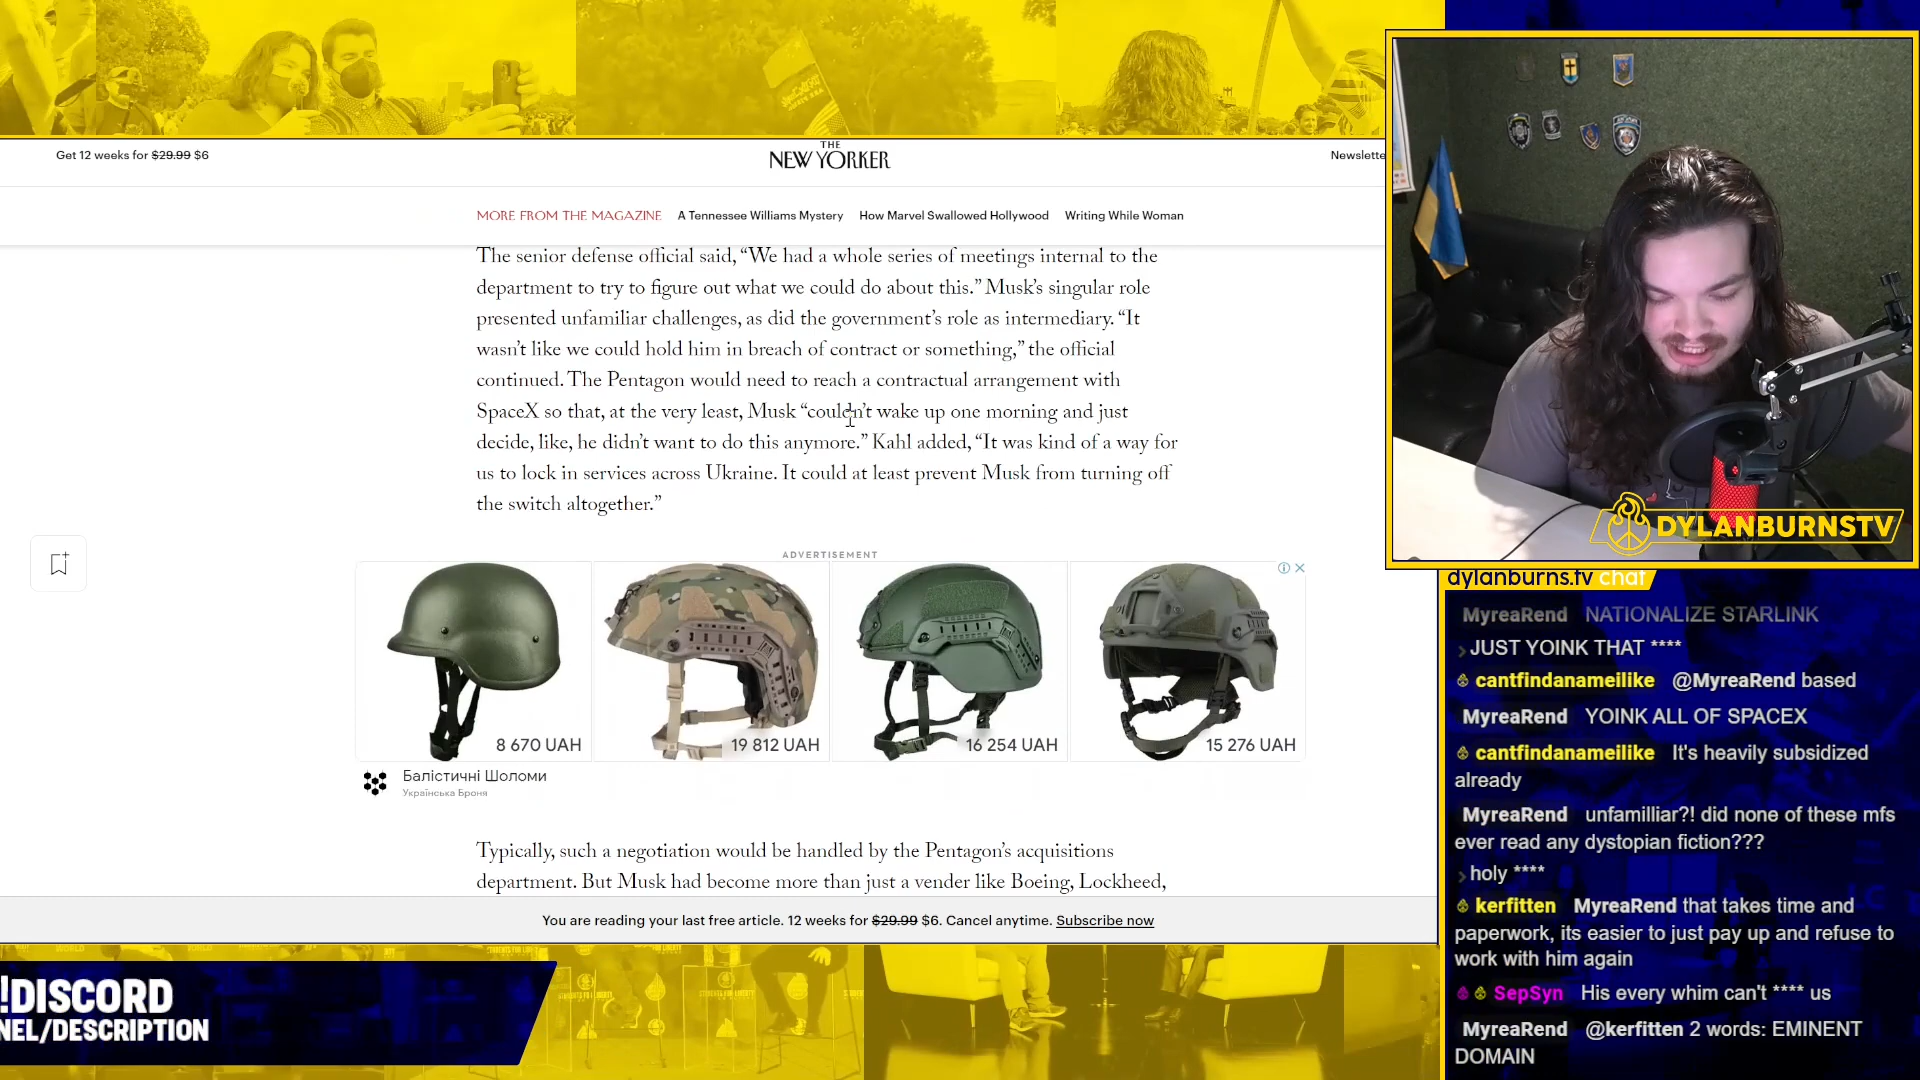 Get 12 weeks for $29.99 $6
THE
NEW YORKER
Newslette
MORE FROM THE MAGAZINE
A Tennessee Williams Mystery
How Marvel Swallowed Hollywood
Writing While Woman
The senior defense official said, “We had a whole series of meetings internal to the
department to try to figure out what we could do about this.” Musk’s singular role
presented unfamiliar challenges, as did the government’s role as intermediary. “It
wasn’t like we could hold him in breach of contract or something,” the official
continued. The Pentagon would need to reach a contractual arrangement with
SpaceX so that, at the very least, Musk “couldn’t wake up one morning and just
decide, like, he didn’t want to do this anymore.” Kahl added, “It was kind of a way for
us to lock in services across Ukraine. It could at least prevent Musk from turning off
the switch altogether.”
ADVERTISEMENT
8 670 UAH
19 812 UAH
16 254 UAH
15 276 UAH
Балістичні Шоломи
Українська Броня
Typically, such a negotiation would be handled by the Pentagon’s acquisitions
department. But Musk had become more than just a vender like Boeing, Lockheed,
You are reading your last free article. 12 weeks for $29.99 $6. Cancel anytime. Subscribe now
!DISCORD
NEL/DESCRIPTION
DYLANBURNSTV
dylanburns.tv chat
MyreaRend NATIONALIZE STARLINK
JUST YOINK THAT ****
cantfindanameilike @MyreaRend based
MyreaRend YOINK ALL OF SPACEX
cantfindanameilike It's heavily subsidized
already
MyreaRend unfamilliar?! did none of these mfs
ever read any dystopian fiction???
holy ****
kerfitten MyreaRend that takes time and
paperwork, its easier to just pay up and refuse to
work with him again
SepSyn His every whim can't **** us
MyreaRend @kerfitten 2 words: EMINENT
DOMAIN